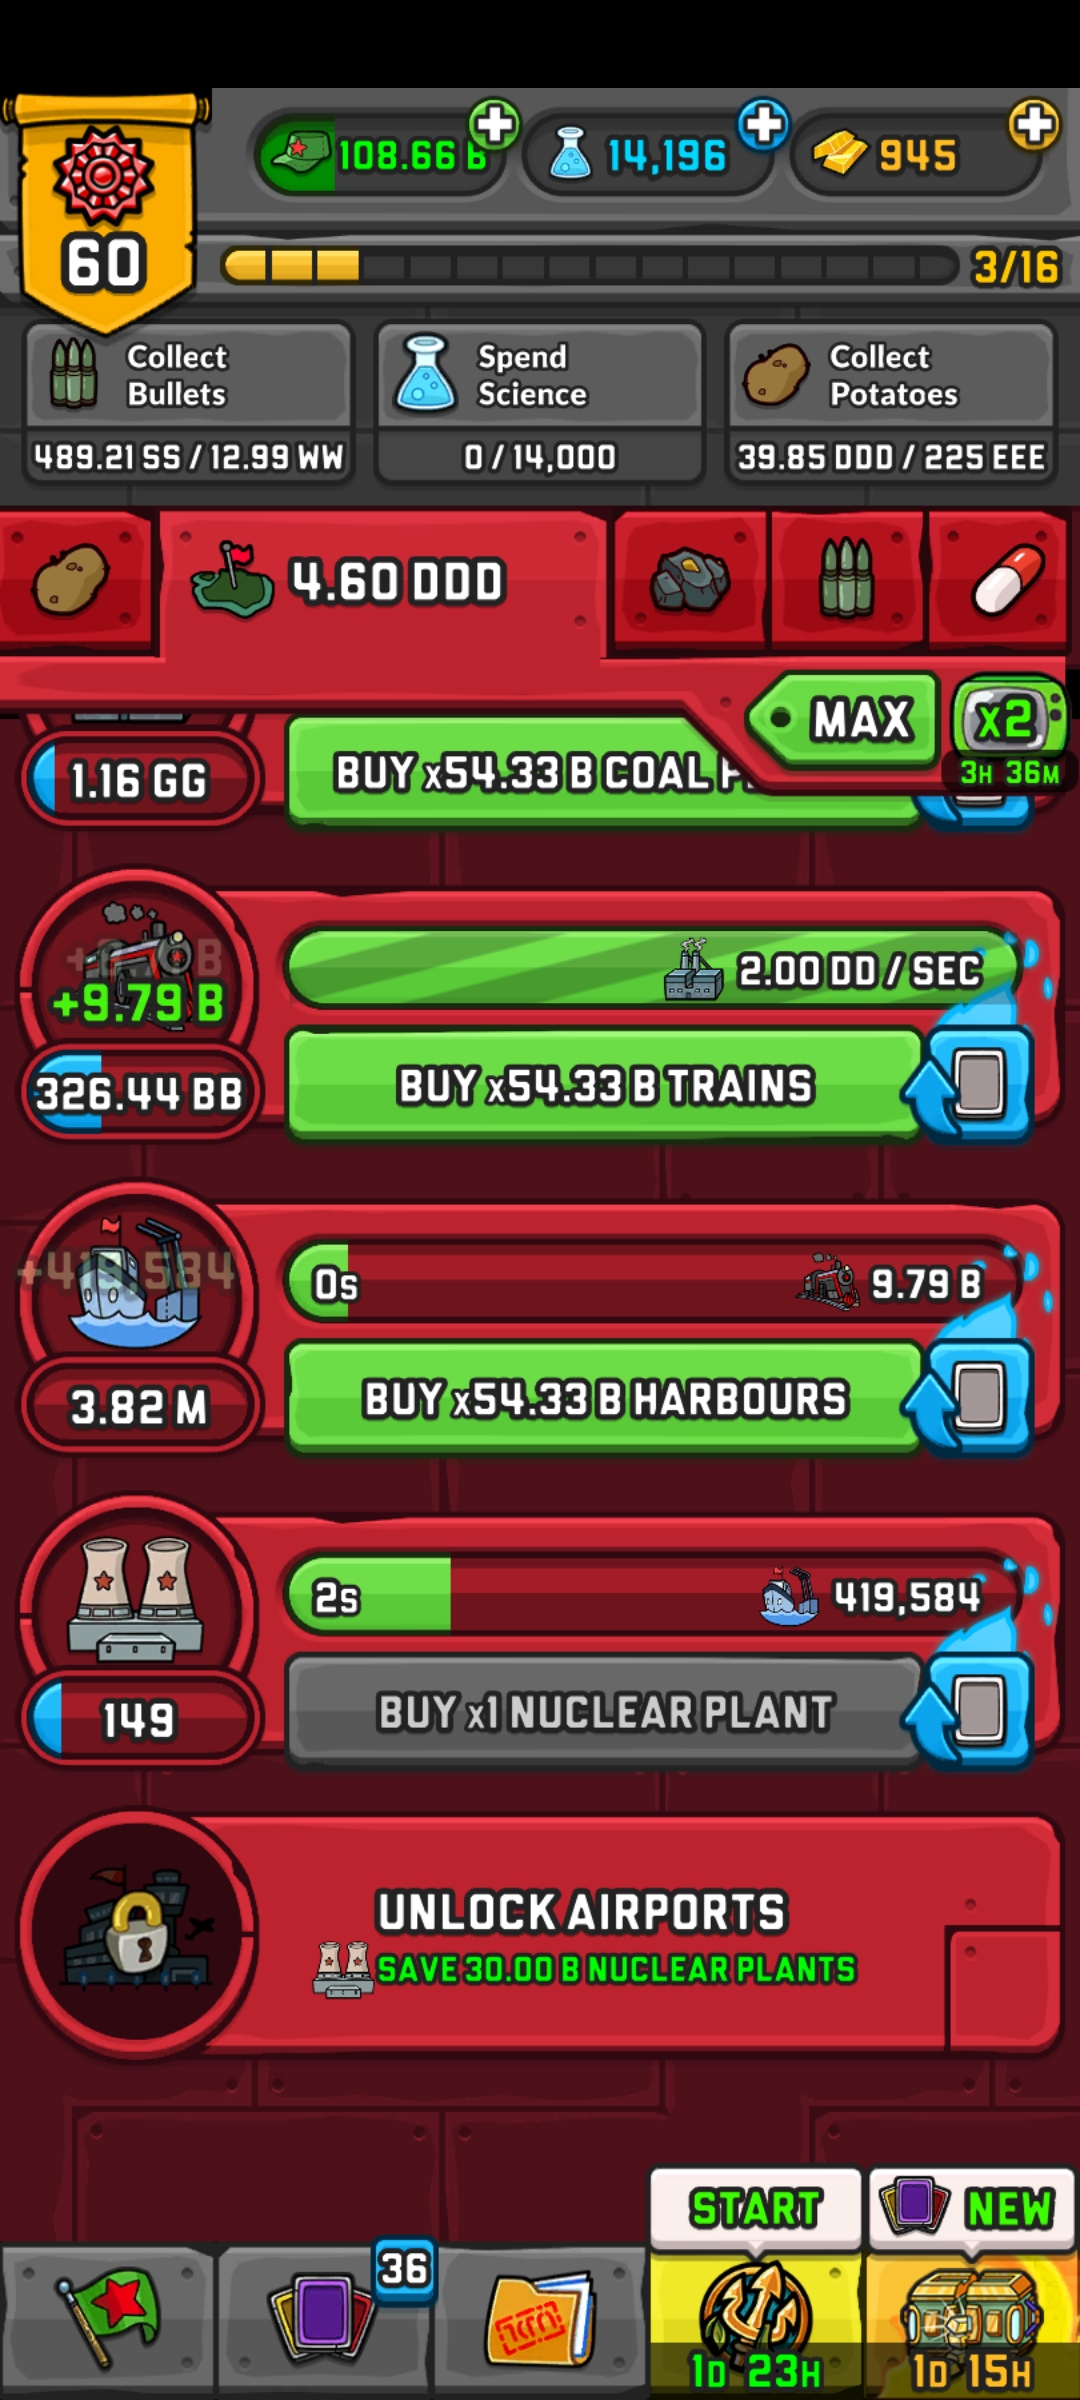 60
108.66 B
14,196
945
3/16
Collect
Bullets
489.21 SS / 12.99 WW
Spend
Science
0 / 14,000
Collect
Potatoes
39.85 DDD / 225 EEE
4.60 DDD
MAX
x2
3H 36M
1.16 GG
BUY x54.33 B COAL
+9.79 B
2.00 DD / SEC
326.44 BB
BUY x54.33 B TRAINS
+419,584
0s
9.79 B
3.82 M
BUY x54.33 B HARBOURS
2s
419,584
149
BUY x1 NUCLEAR PLANT
UNLOCK AIRPORTS
SAVE 30.00 B NUCLEAR PLANTS
START
NEW
36
1D 23H
1D 15H